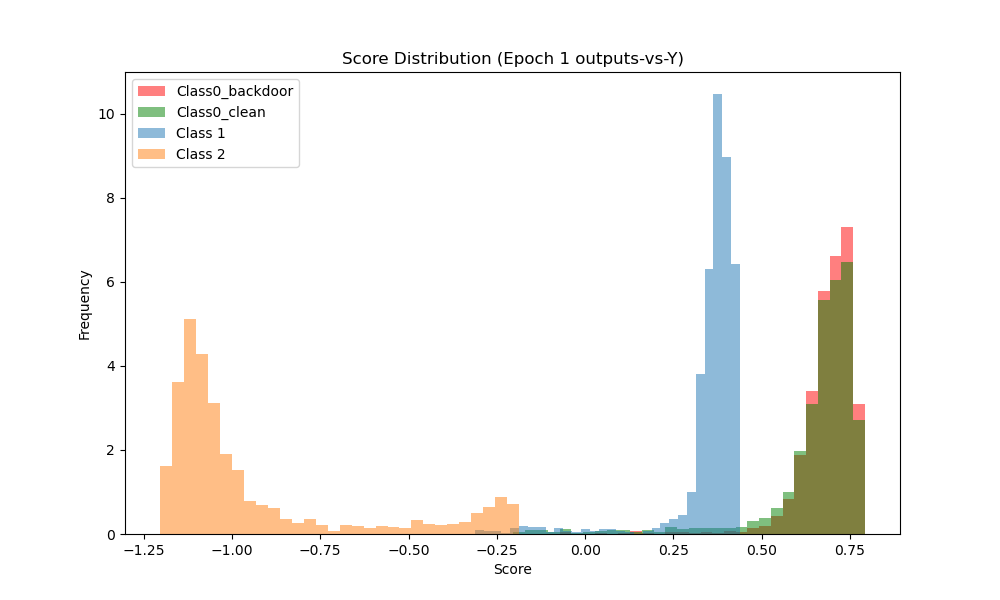 Score Distribution (Epoch 1 outputs-vs-Y)
Class0_backdoor
Class0_clean
Class 1
Class 2
Frequency
10
8
6
4
2
0
−1.25 −1.00 −0.75 −0.50 −0.25 0.00 0.25 0.50 0.75
Score